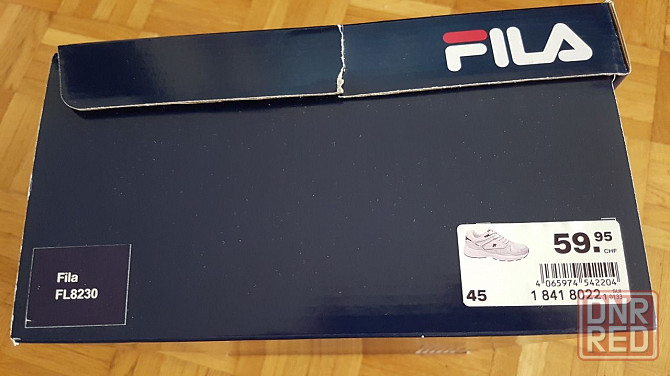 FILA
59.95
CHF
4 065974 542204
45
1 841 8022
Fila
FL8230
DNR
RED